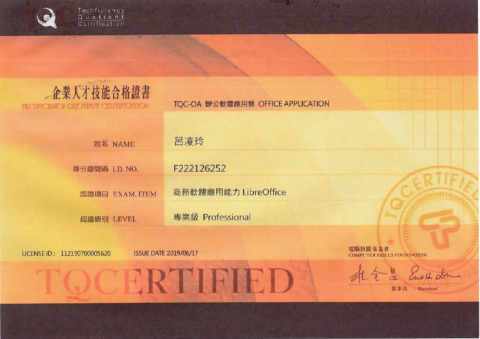 Techficiency
Quotient
Certification
企業人才技能合格證書
TECHFICIENCY QUOTIENT CERTIFICATION
TQC-OA 辦公軟體應用類 OFFICE APPLICATION
姓名 NAME 呂凌玲
身分證號碼 I.D. NO. F222126252
認證項目 EXAM. ITEM 商務軟體應用能力 LibreOffice
認證級別 LEVEL 專業級 Professional
TQCERTIFIED
LICENSE ID： 112190700005620 ISSUE DATE 2019/06/17
電腦技能基金會
COMPUTER SKILLS FOUNDATION
董事長 President
TQCERTIFIED